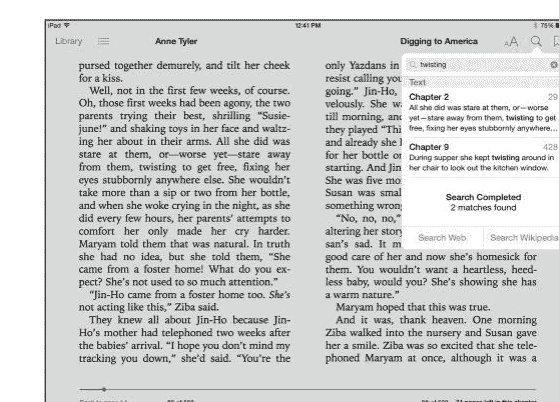 iPad
12:41 PM
75%
Library
Anne Tyler
Digging to America
AA
pursed together demurely, and tilt her cheek
for a kiss.
Well, not in the first few weeks, of course.
Oh, those first weeks had been agony, the two
parents trying their best, shrilling “Susie-
june!” and shaking toys in her face and waltz-
ing her about in their arms. All she did was
stare at them, or—worse yet—stare away
from them, twisting to get free, fixing her
eyes stubbornly anywhere else. She wouldn’t
take more than a sip or two from her bottle,
and when she woke crying in the night, as she
did every few hours, her parents’ attempts to
comfort her only made her cry harder.
Maryam told them that was natural. In truth
she had no idea, but she told them, “She
came from a foster home! What do you ex-
pect? She’s not used to so much attention.”
“Jin-Ho came from a foster home too. She’s
not acting like this,” Ziba said.
They knew all about Jin-Ho because Jin-
Ho’s mother had telephoned two weeks after
the babies’ arrival. “I hope you don’t mind my
tracking you down,” she’d said. “You’re the
only Yazdans in
resist calling you
going.” Jin-Ho,
velously. She wa
till morning, and
they played “Thi
and already she l
for her bottle or
starting. And Jin
She was five mo
Susan was smal
something wrong
“No, no, no,”
altering her story
san’s sad. It m
good care of her and now she’s homesick for
them. You wouldn’t want a heartless, heed-
less baby, would you? She’s showing she has
a warm nature.”
Maryam hoped that this was true.
And it was, thank heaven. One morning
Ziba walked into the nursery and Susan gave
her a smile. Ziba was so excited that she tele-
phoned Maryam at once, although it was a
twisting
Text
Chapter 2 29
All she did was stare at them, or—worse
yet—stare away from them, twisting to get
free, fixing her eyes stubbornly anywhere…
Chapter 9 428
During supper she kept twisting around in
her chair to look out the kitchen window.
Search Completed
2 matches found
Search Web
Search Wikipedia